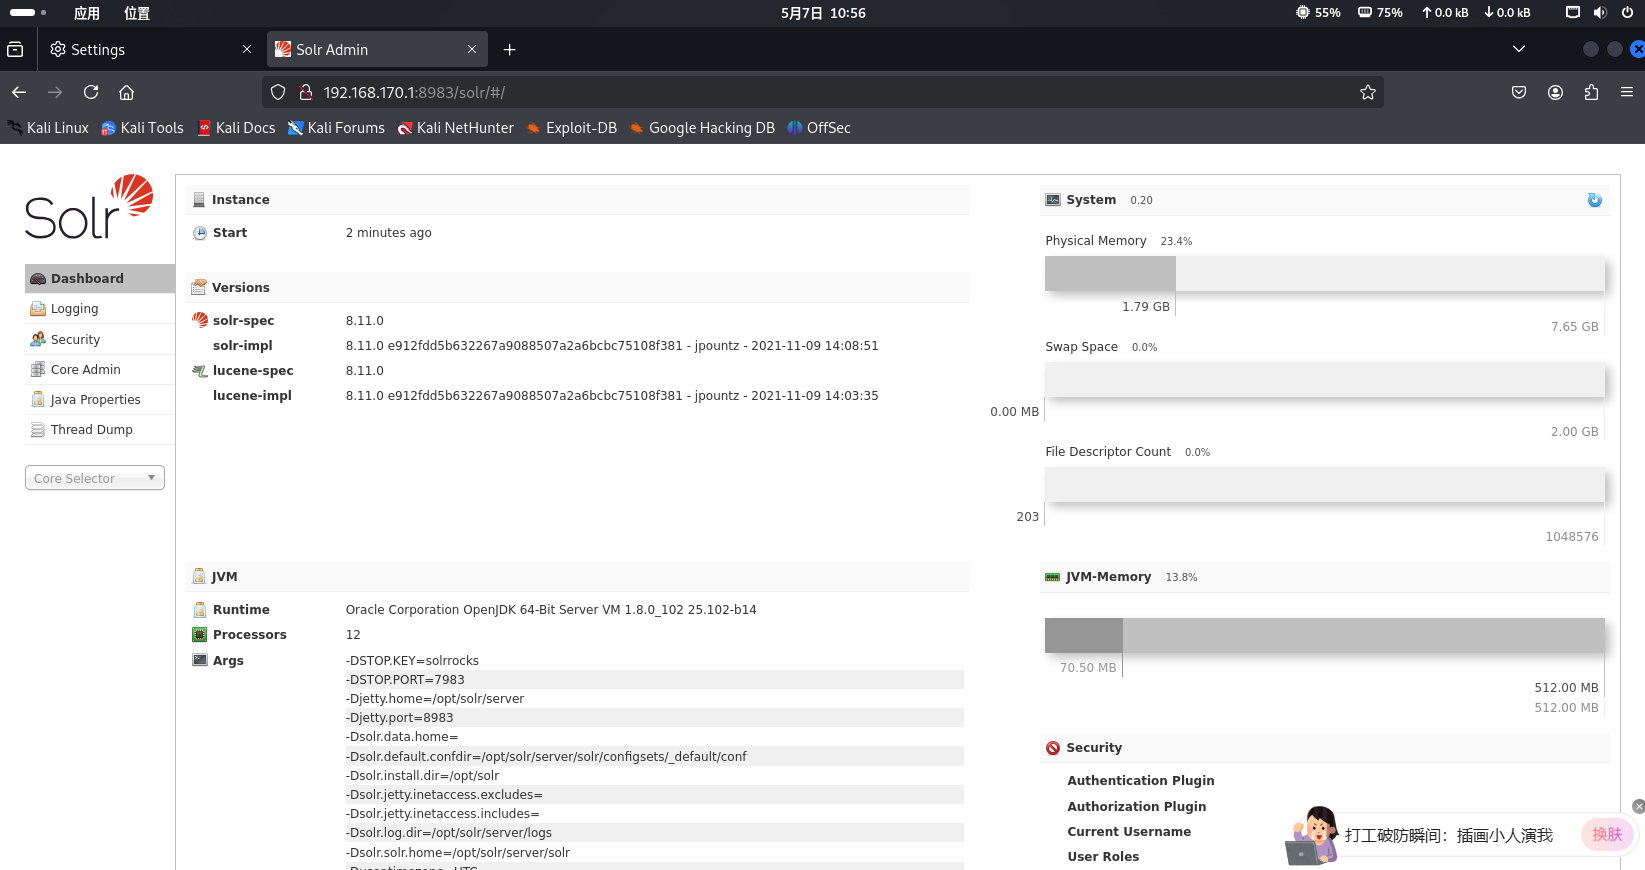 应用 位置 5月7日 10:56 55% 75% 0.0 kB 0.0 kB
Settings Solr Admin
192.168.170.1:8983/solr/#/
Kali Linux Kali Tools Kali Docs Kali Forums Kali NetHunter Exploit-DB Google Hacking DB OffSec
Solr
Dashboard
Logging
Security
Core Admin
Java Properties
Thread Dump
Core Selector
Instance
Start 2 minutes ago
Versions
solr-spec 8.11.0
solr-impl 8.11.0 e912fdd5b632267a9088507a2a6bcbc75108f381 - jpountz - 2021-11-09 14:08:51
lucene-spec 8.11.0
lucene-impl 8.11.0 e912fdd5b632267a9088507a2a6bcbc75108f381 - jpountz - 2021-11-09 14:03:35
JVM
Runtime Oracle Corporation OpenJDK 64-Bit Server VM 1.8.0_102 25.102-b14
Processors 12
Args -DSTOP.KEY=solrrocks
-DSTOP.PORT=7983
-Djetty.home=/opt/solr/server
-Djetty.port=8983
-Dsolr.data.home=
-Dsolr.default.confdir=/opt/solr/server/solr/configsets/_default/conf
-Dsolr.install.dir=/opt/solr
-Dsolr.jetty.inetaccess.excludes=
-Dsolr.jetty.inetaccess.includes=
-Dsolr.log.dir=/opt/solr/server/logs
-Dsolr.solr.home=/opt/solr/server/solr
-Duser.timezone=UTC
System 0.20
Physical Memory 23.4%
1.79 GB
7.65 GB
Swap Space 0.0%
0.00 MB
2.00 GB
File Descriptor Count 0.0%
203
1048576
JVM-Memory 13.8%
70.50 MB
512.00 MB
512.00 MB
Security
Authentication Plugin
Authorization Plugin
Current Username
User Roles
打工破防瞬间：插画小人演我 换肤